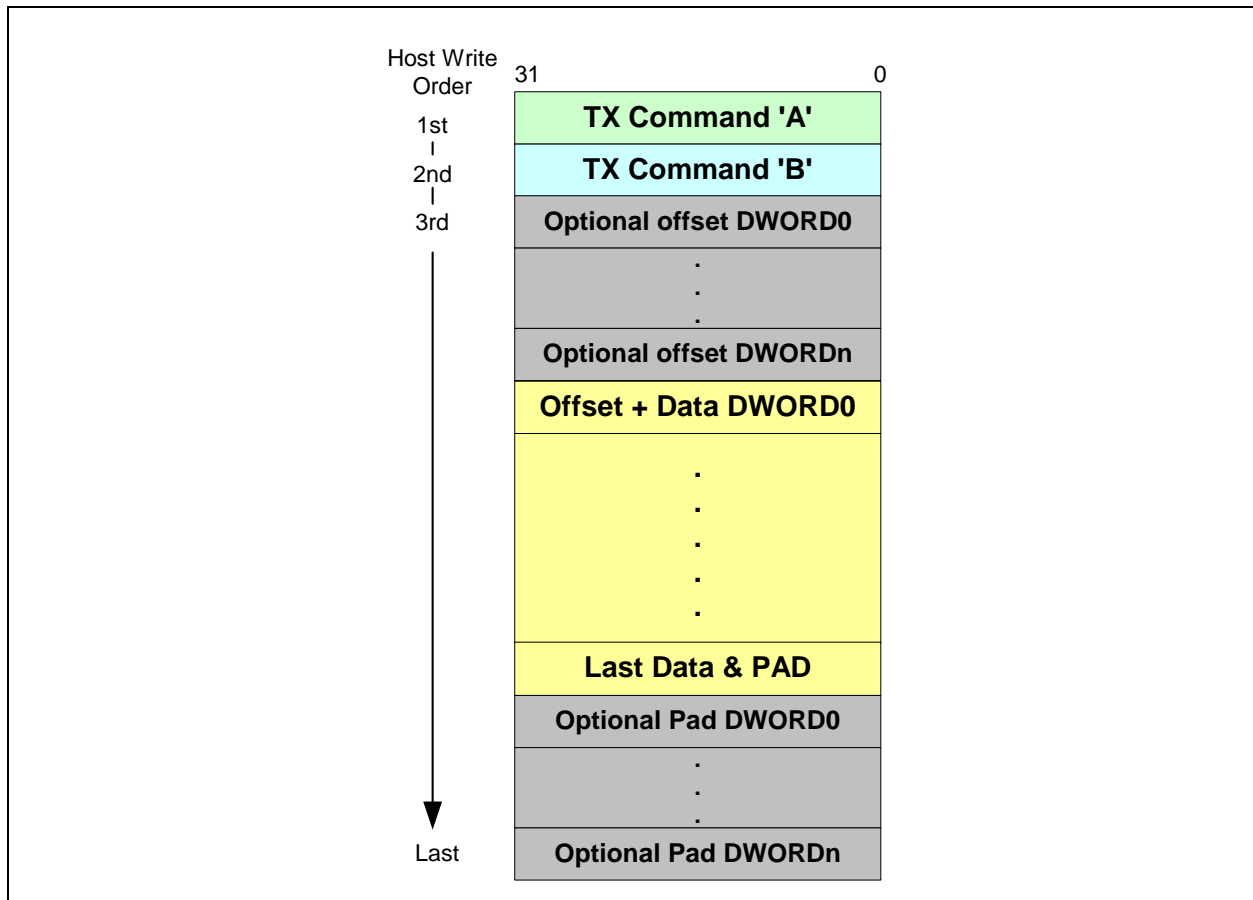 Host Write
Order
31
0
1st
TX Command 'A'
2nd
TX Command 'B'
3rd
Optional offset DWORD0
.
.
.
Optional offset DWORDn
Offset + Data DWORD0
.
.
.
.
.
Last Data & PAD
Optional Pad DWORD0
.
.
.
Last
Optional Pad DWORDn